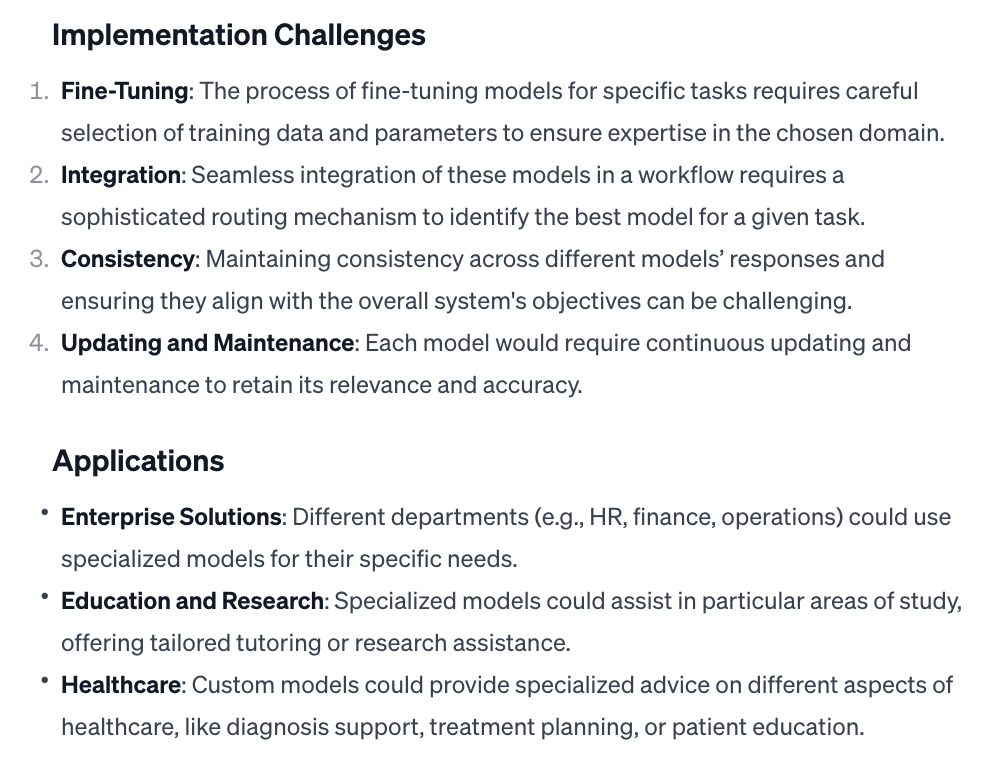 Implementation Challenges
1. Fine-Tuning: The process of fine-tuning models for specific tasks requires careful
selection of training data and parameters to ensure expertise in the chosen domain.
2. Integration: Seamless integration of these models in a workflow requires a
sophisticated routing mechanism to identify the best model for a given task.
3. Consistency: Maintaining consistency across different models’ responses and
ensuring they align with the overall system's objectives can be challenging.
4. Updating and Maintenance: Each model would require continuous updating and
maintenance to retain its relevance and accuracy.
Applications
• Enterprise Solutions: Different departments (e.g., HR, finance, operations) could use
specialized models for their specific needs.
• Education and Research: Specialized models could assist in particular areas of study,
offering tailored tutoring or research assistance.
• Healthcare: Custom models could provide specialized advice on different aspects of
healthcare, like diagnosis support, treatment planning, or patient education.